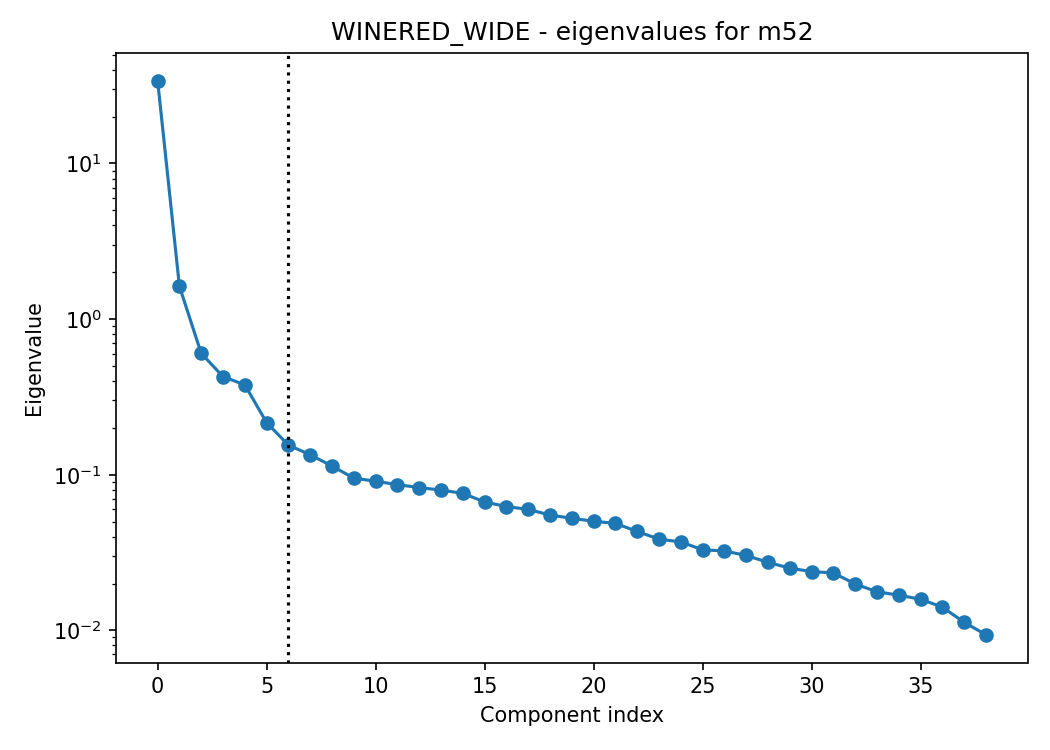 WINERED_WIDE - eigenvalues for m52
Eigenvalue
10¹
10⁰
10⁻¹
10⁻²
0 5 10 15 20 25 30 35
Component index